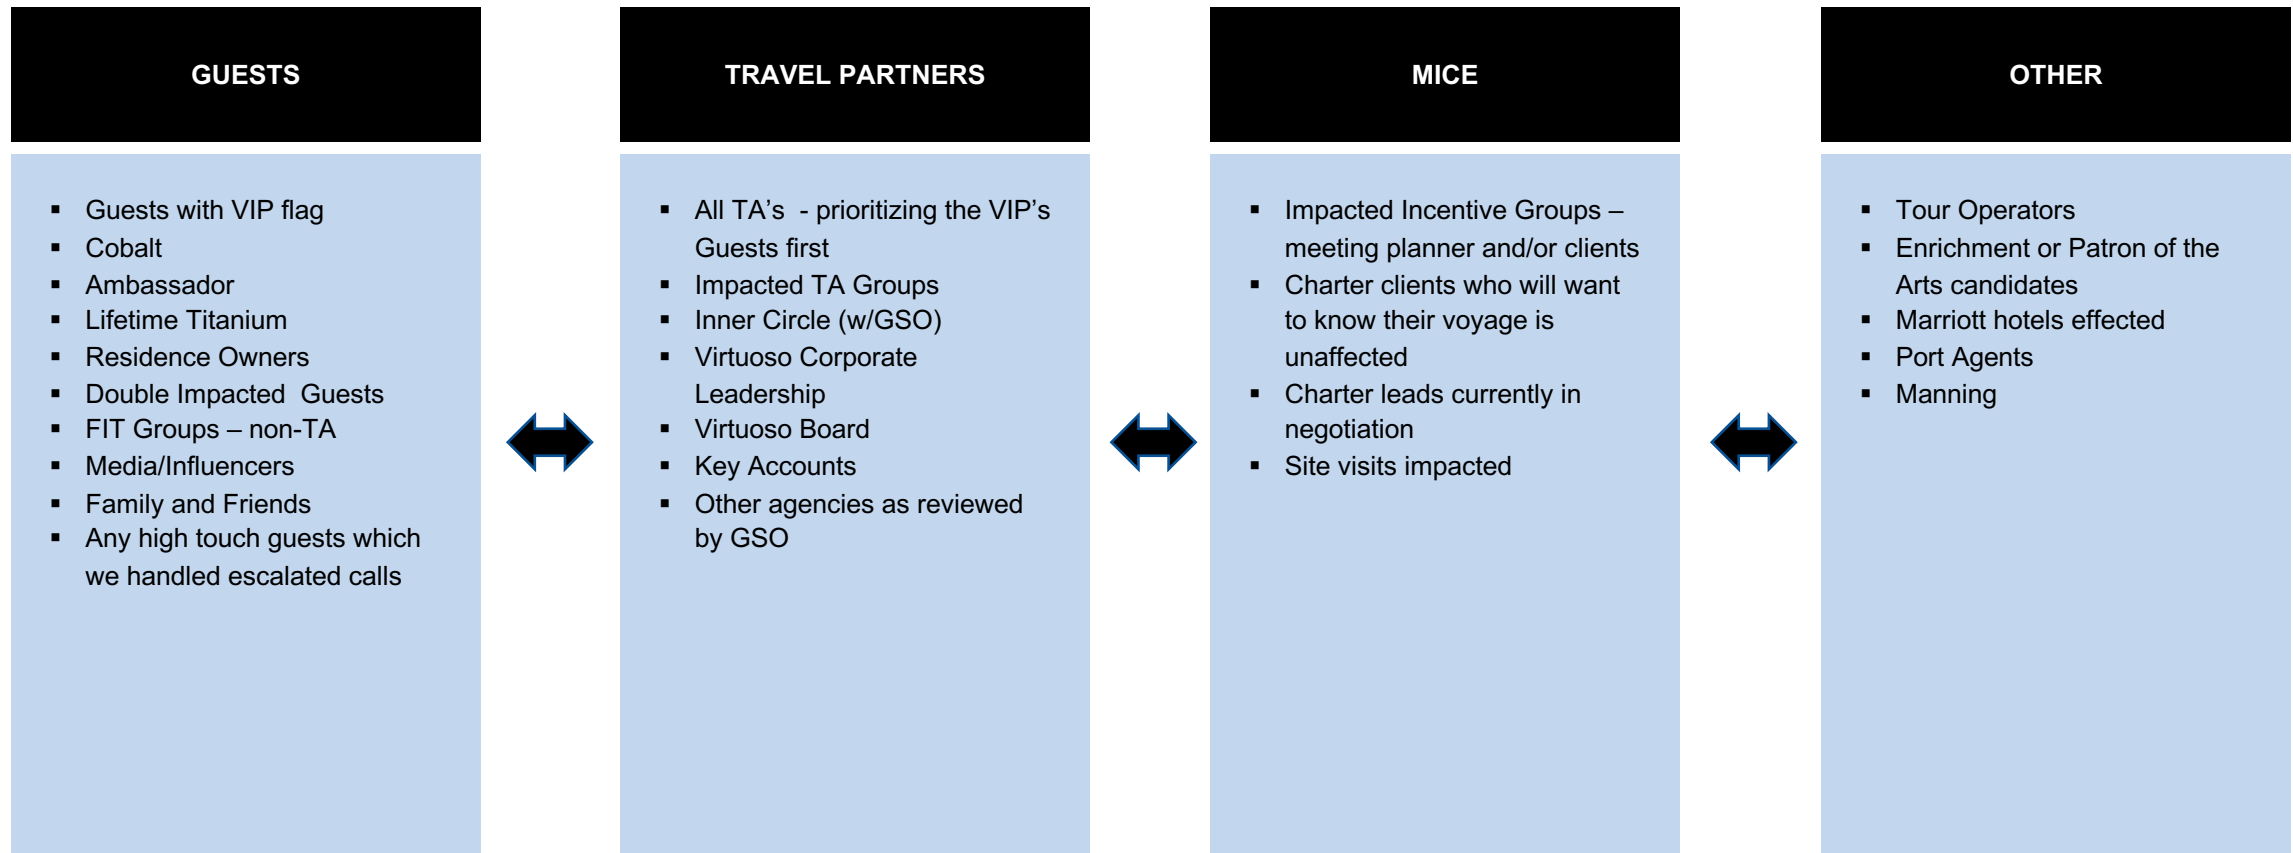 GUESTS
▪ Guests with VIP flag
▪ Cobalt
▪ Ambassador
▪ Lifetime Titanium
▪ Residence Owners
▪ Double Impacted  Guests
▪ FIT Groups – non-TA
▪ Media/Influencers
▪ Family and Friends
▪ Any high touch guests which
we handled escalated calls
TRAVEL PARTNERS
▪ All TA’s  - prioritizing the VIP’s
Guests first
▪ Impacted TA Groups
▪ Inner Circle (w/GSO)
▪ Virtuoso Corporate
Leadership
▪ Virtuoso Board
▪ Key Accounts
▪ Other agencies as reviewed
by GSO
MICE
▪ Impacted Incentive Groups –
meeting planner and/or clients
▪ Charter clients who will want
to know their voyage is
unaffected
▪ Charter leads currently in
negotiation
▪ Site visits impacted
OTHER
▪ Tour Operators
▪ Enrichment or Patron of the
Arts candidates
▪ Marriott hotels effected
▪ Port Agents
▪ Manning